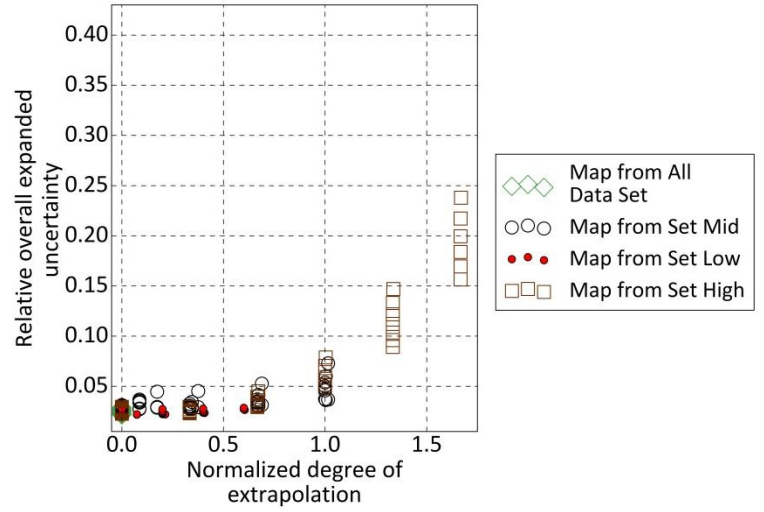 0.40
0.35
0.30
0.25
0.20
0.15
0.10
0.05
Relative overall expanded
uncertainty
0.0 0.5 1.0 1.5
Normalized degree of
extrapolation
Map from All
Data Set
Map from Set Mid
Map from Set Low
Map from Set High